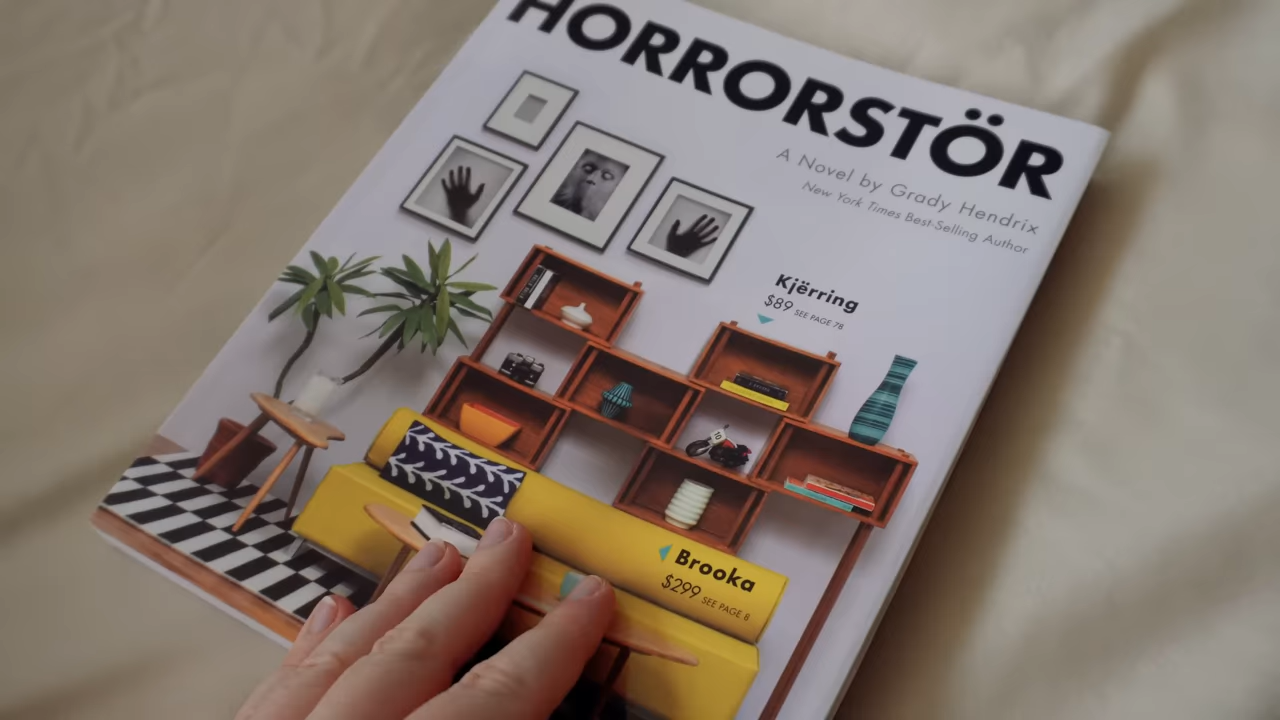 HORRORSTÖR
A Novel by Grady Hendrix
New York Times Best-Selling Author
Kjërring
$89 SEE PAGE 78
10
Brooka
$299 SEE PAGE 8